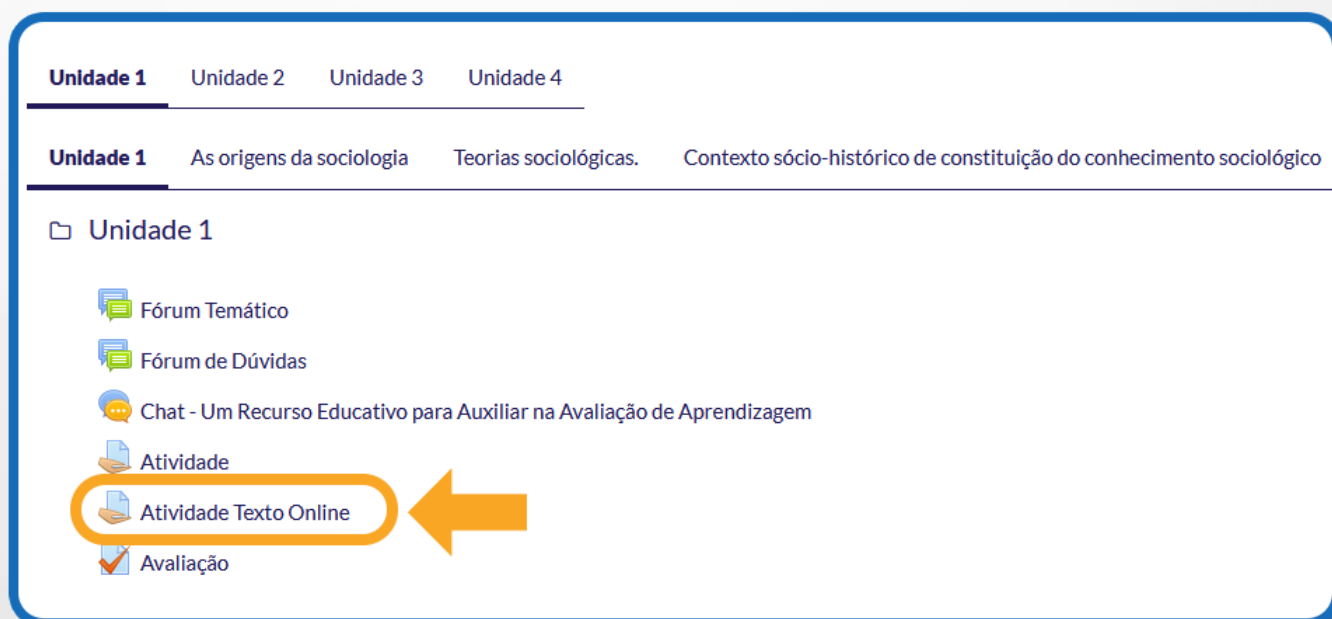 Unidade 1 Unidade 2 Unidade 3 Unidade 4
Unidade 1 As origens da sociologia Teorias sociológicas. Contexto sócio-histórico de constituição do conhecimento sociológico
Unidade 1
Fórum Temático
Fórum de Dúvidas
Chat - Um Recurso Educativo para Auxiliar na Avaliação de Aprendizagem
Atividade
Atividade Texto Online
Avaliação